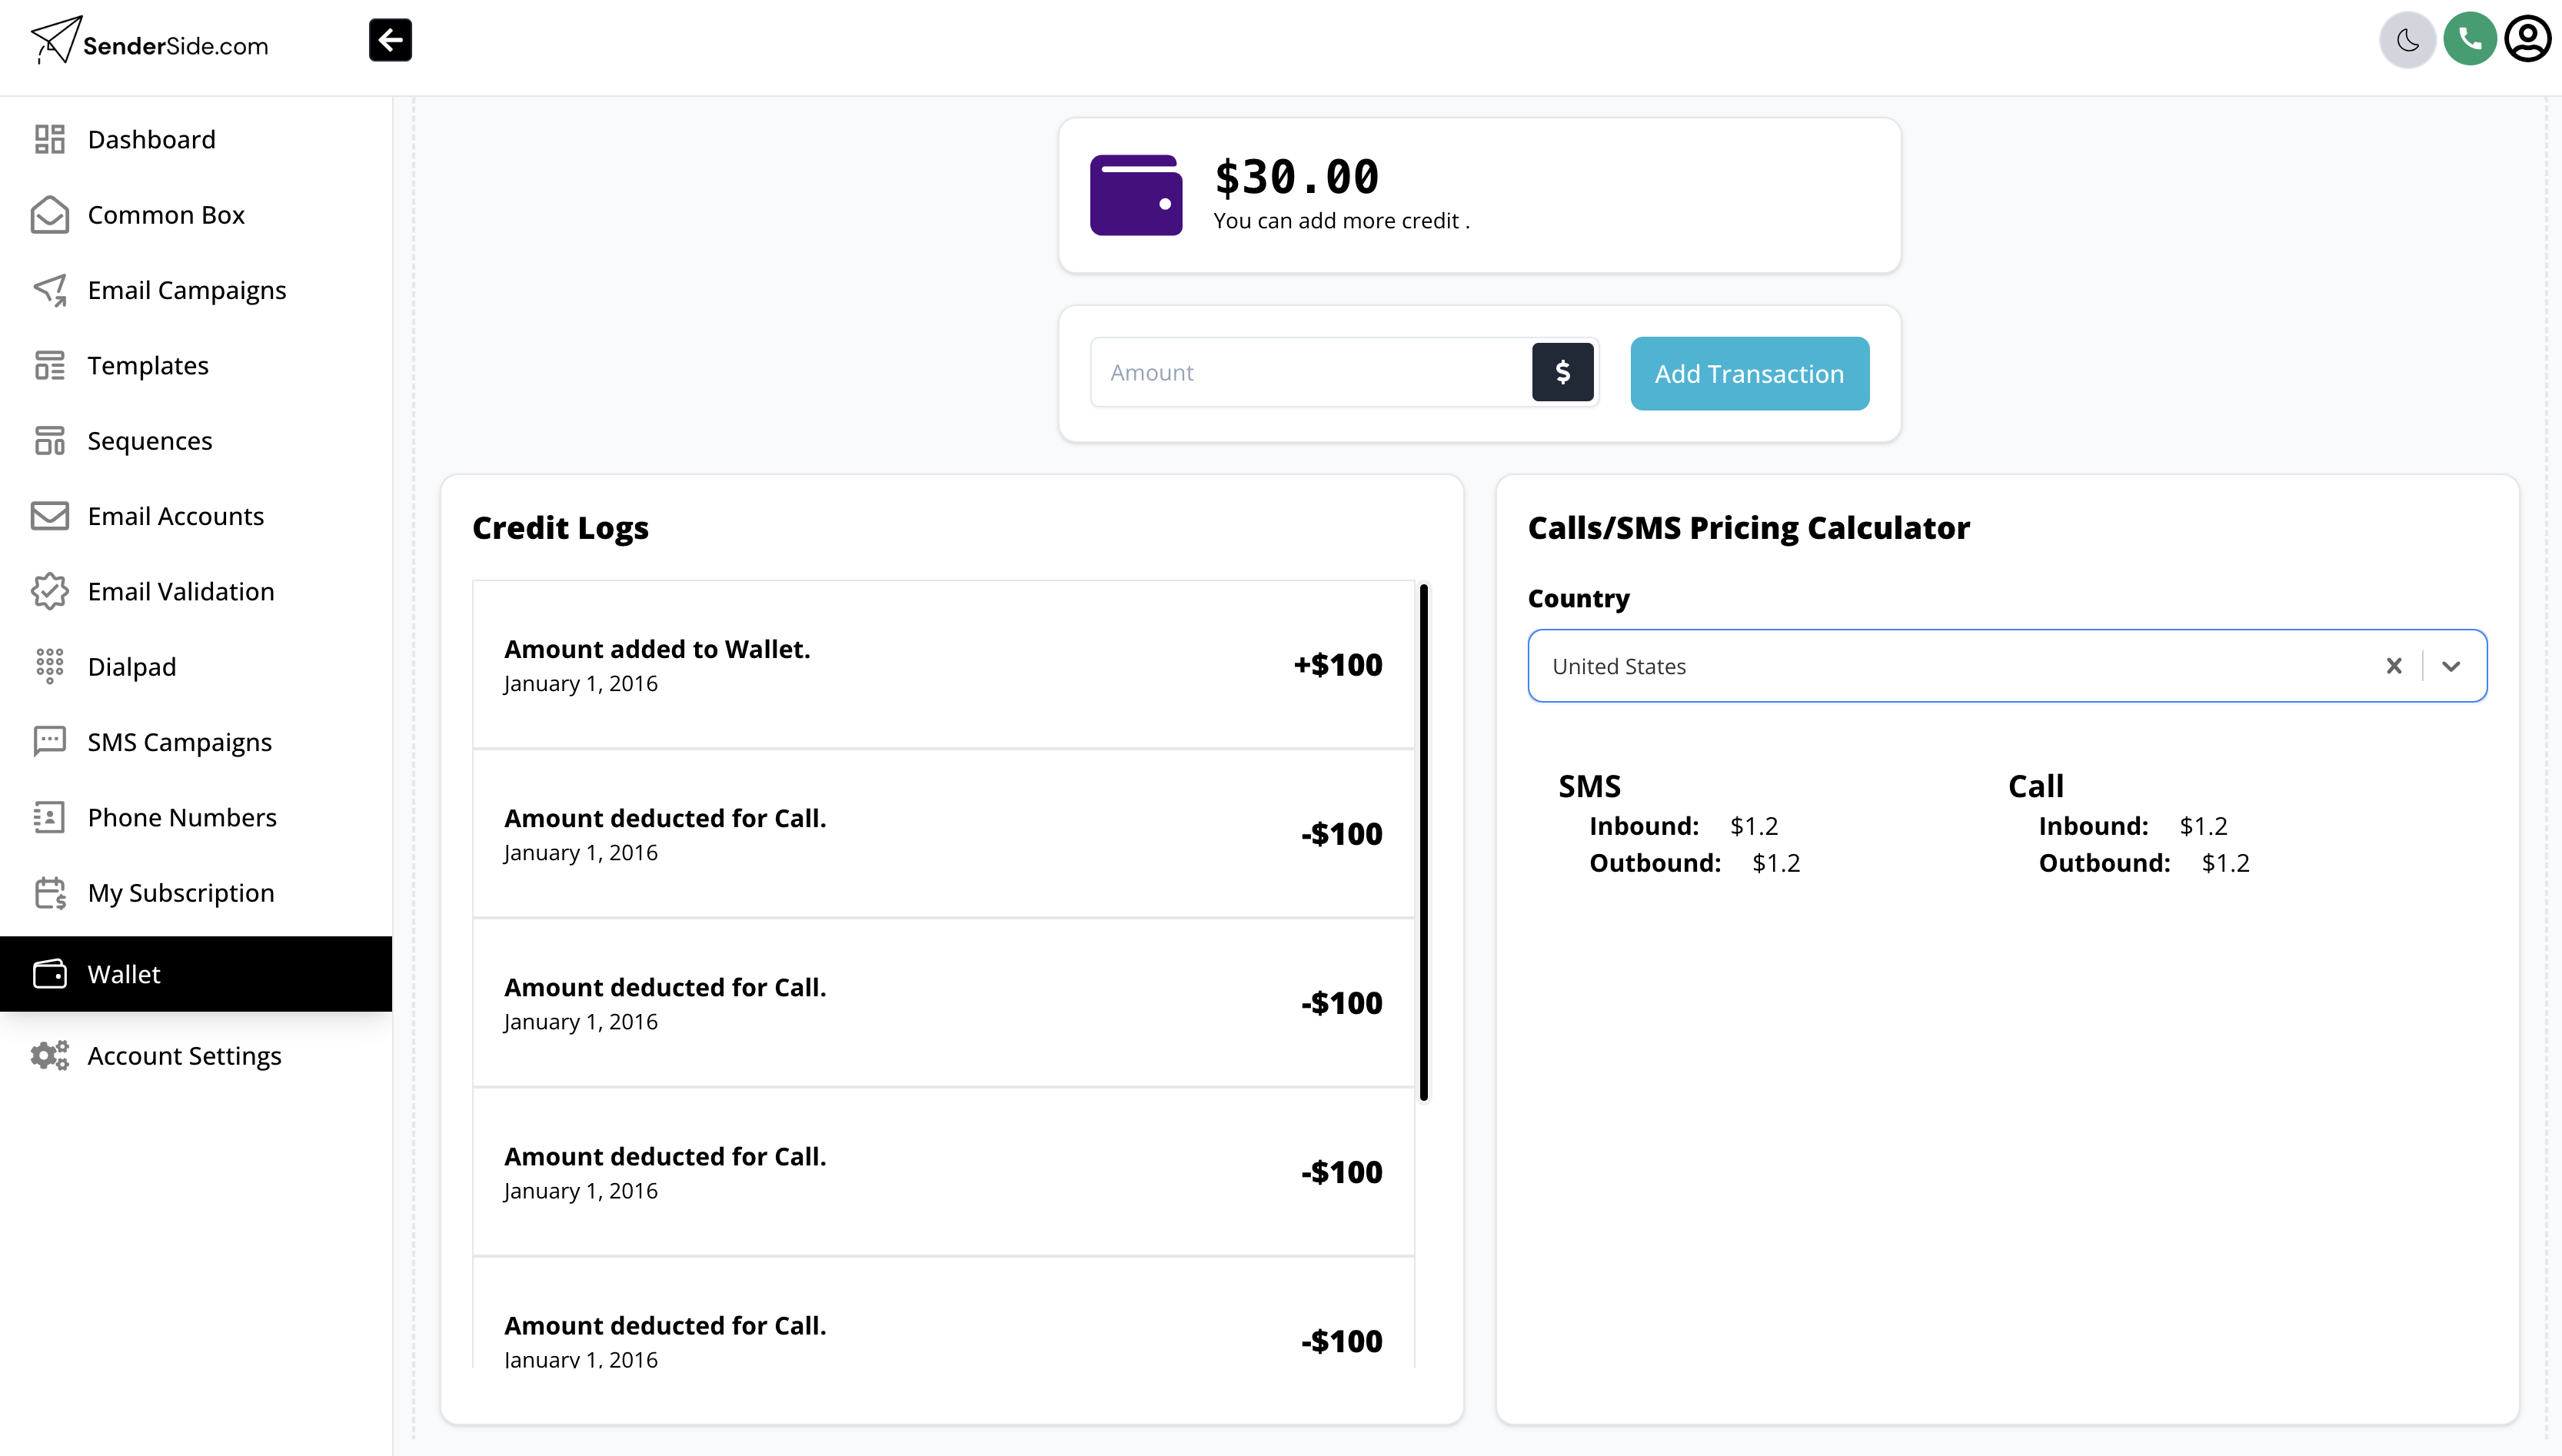 SenderSide.com
Dashboard
Common Box
Email Campaigns
Templates
Sequences
Email Accounts
Email Validation
Dialpad
SMS Campaigns
Phone Numbers
My Subscription
Wallet
Account Settings
$30.00
You can add more credit .
Amount
$
Add Transaction
Credit Logs
Amount added to Wallet.
January 1, 2016
+$100
Amount deducted for Call.
January 1, 2016
-$100
Amount deducted for Call.
January 1, 2016
-$100
Amount deducted for Call.
January 1, 2016
-$100
Amount deducted for Call.
January 1, 2016
-$100
Calls/SMS Pricing Calculator
Country
United States
SMS
Inbound: $1.2
Outbound: $1.2
Call
Inbound: $1.2
Outbound: $1.2